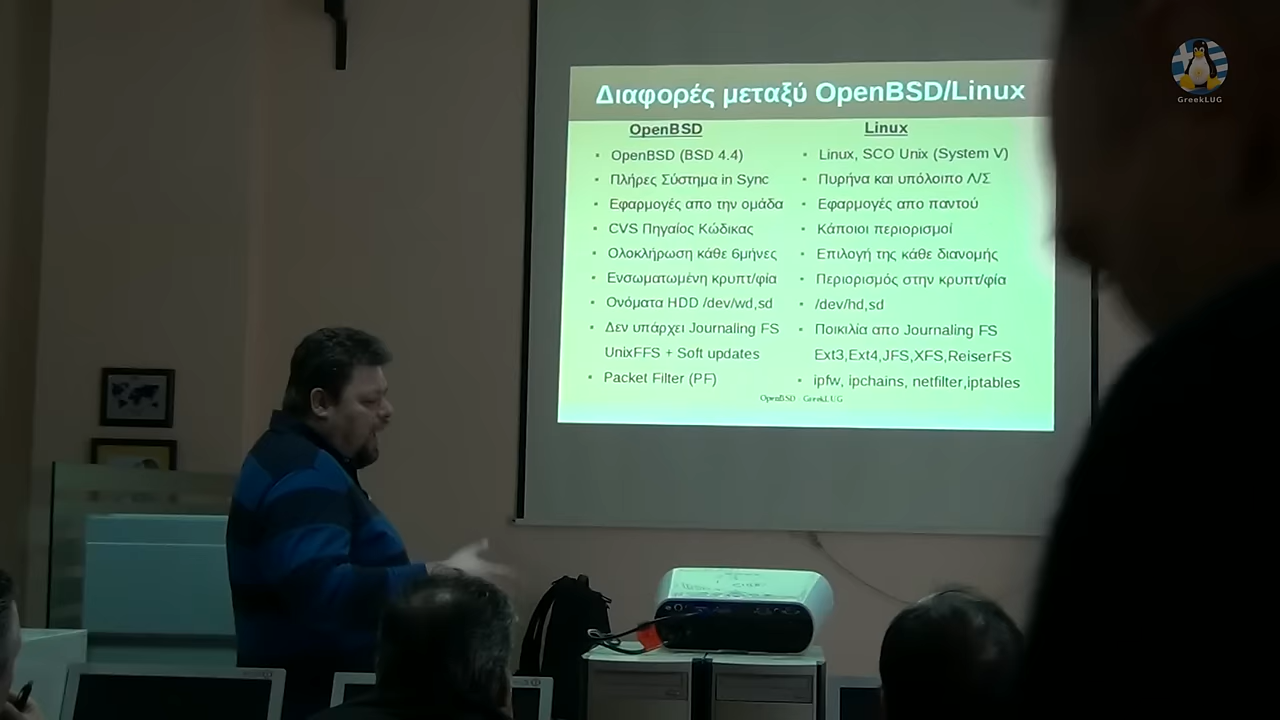 Διαφορές μεταξύ OpenBSD/Linux
OpenBSD
OpenBSD (BSD 4.4)
Πλήρες Σύστημα in Sync
Εφαρμογές απο την ομάδα
CVS Πηγαίος Κώδικας
Ολοκλήρωση κάθε 6μήνες
Ενσωματωμένη κρυπτ/φία
Ονόματα HDD /dev/wd,sd
Δεν υπάρχει Journaling FS
UnixFFS + Soft updates
Packet Filter (PF)
Linux
Linux, SCO Unix (System V)
Πυρήνα και υπόλοιπο Λ/Σ
Εφαρμογές απο παντού
Κάποιοι περιορισμοί
Επιλογή της κάθε διανομής
Περιορισμός στην κρυπτ/φία
/dev/hd,sd
Ποικιλία απο Journaling FS
Ext3,Ext4,JFS,XFS,ReiserFS
ipfw, ipchains, netfilter,iptables
OpenBSD GreekLUG
GreekLUG